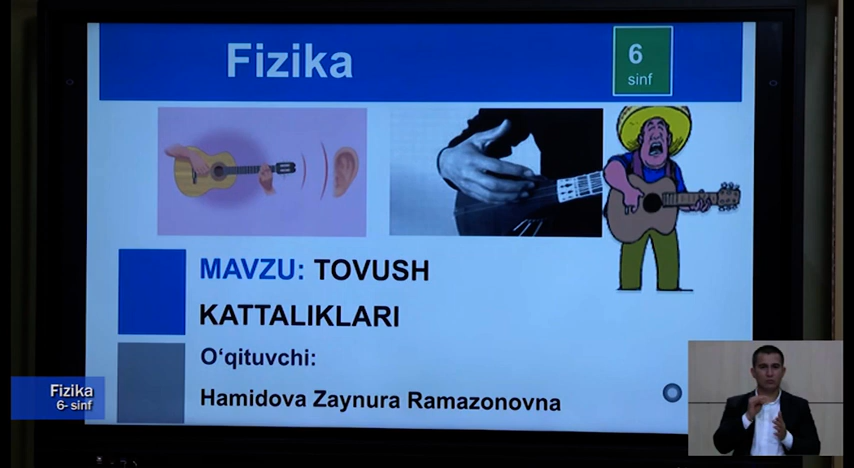 Fizika
6
sinf
MAVZU: TOVUSH
KATTALIKLARI
O‘qituvchi:
Hamidova Zaynura Ramazonovna
Fizika
6- sinf